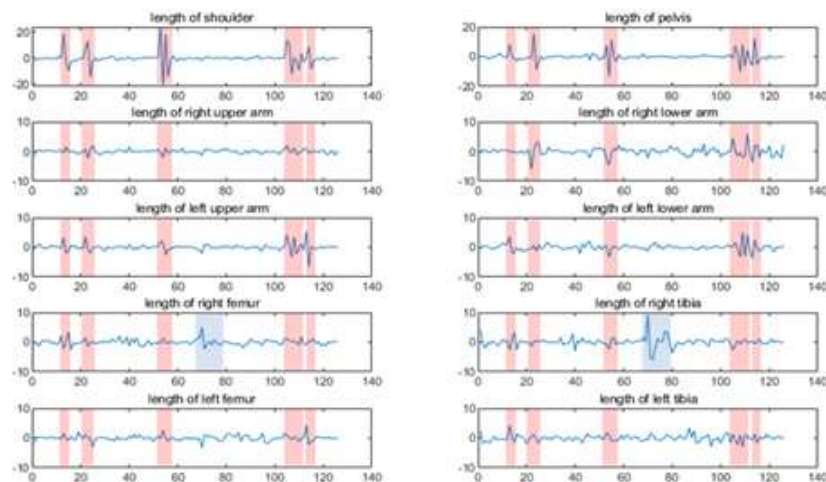 length of shoulder
20
0
-20
0 20 40 60 80 100 120 140
length of pelvis
20
0
-20
0 20 40 60 80 100 120 140
length of right upper arm
10
0
-10
0 20 40 60 80 100 120 140
length of right lower arm
10
0
-10
0 20 40 60 80 100 120 140
length of left upper arm
10
0
-10
0 20 40 60 80 100 120 140
length of left lower arm
10
0
-10
0 20 40 60 80 100 120 140
length of right femur
10
0
-10
0 20 40 60 80 100 120 140
length of right tibia
10
0
-10
0 20 40 60 80 100 120 140
length of left femur
10
0
-10
0 20 40 60 80 100 120 140
length of left tibia
10
0
-10
0 20 40 60 80 100 120 140